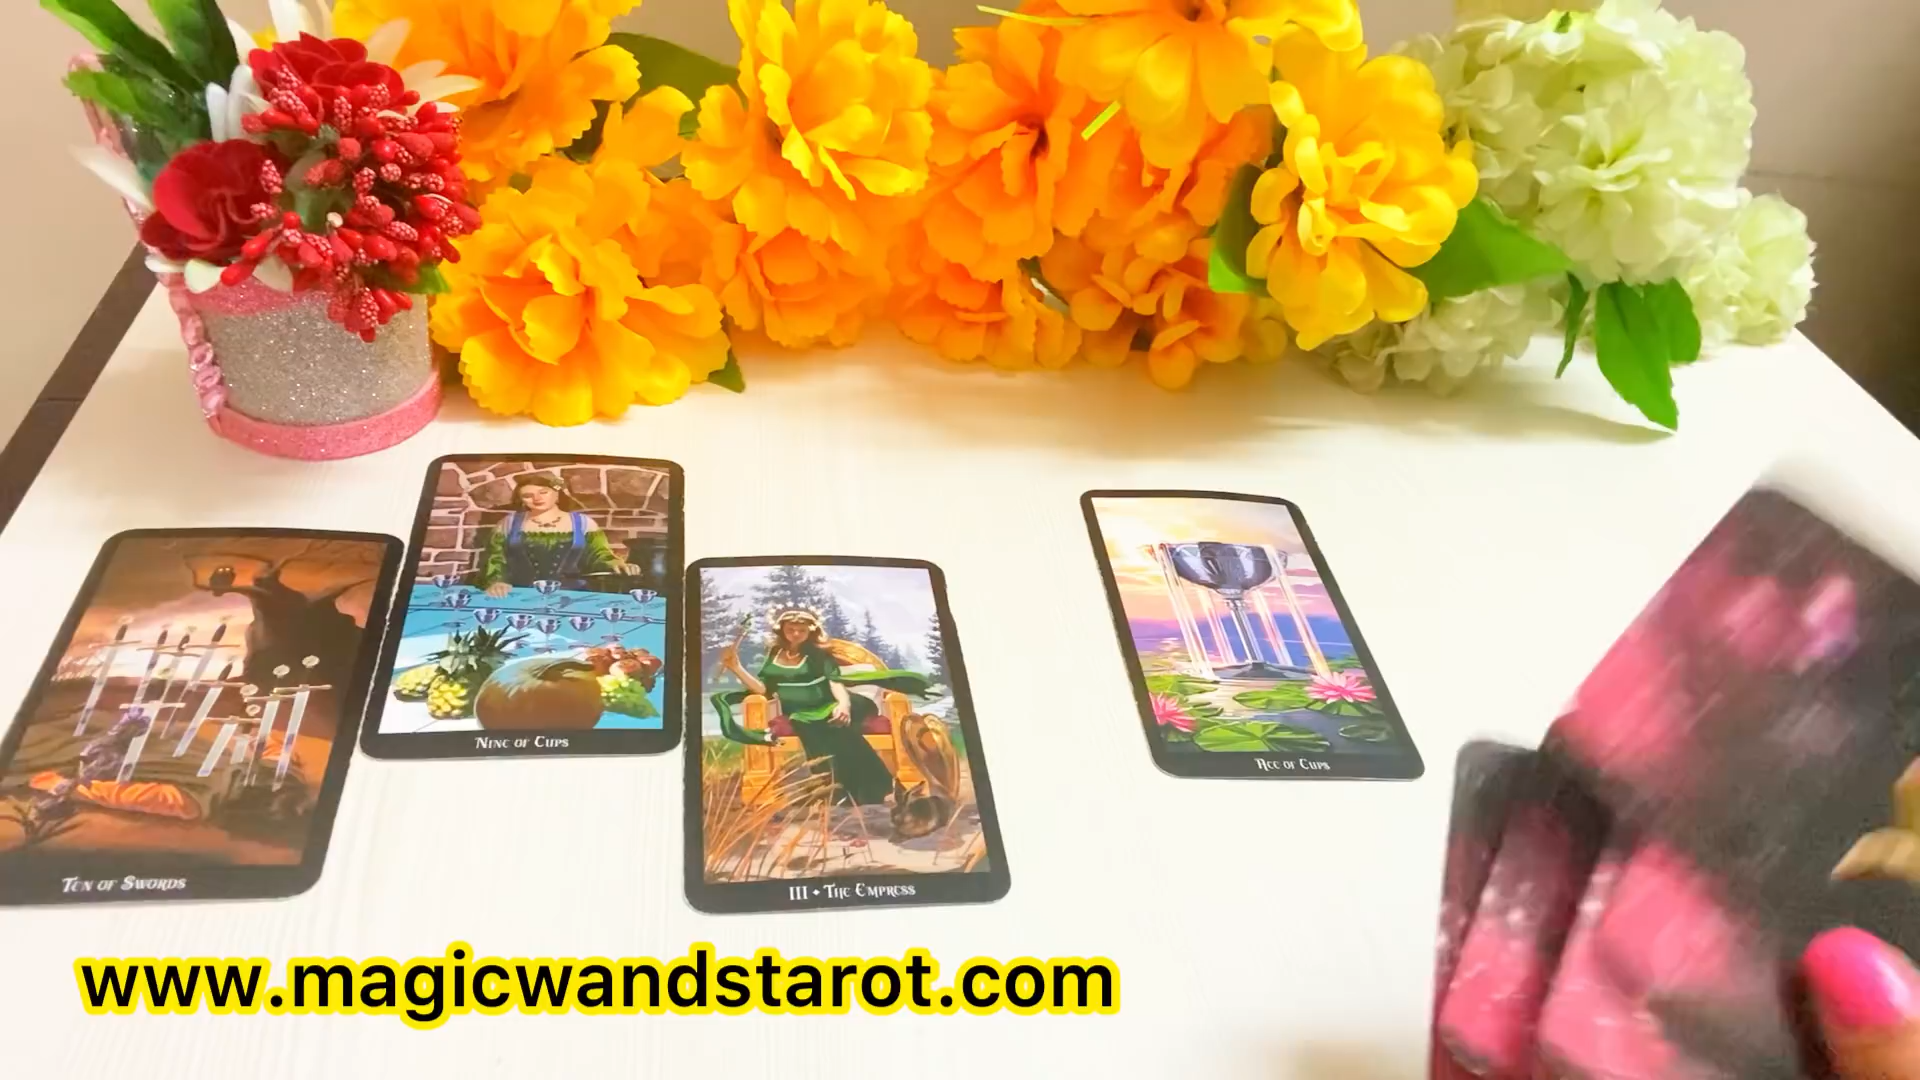 Nine of Cups
Ace of Cups
Ten of Swords
III • The Empress
www.magicwandstarot.com